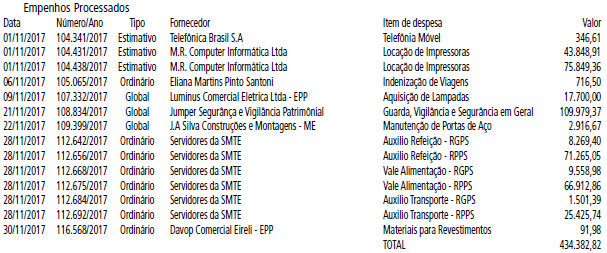 Empenhos Processados
Data Número/Ano Tipo Fornecedor Item de despesa Valor
01/11/2017 104.341/2017 Estimativo Telefônica Brasil S.A Telefônia Móvel 346,61
01/11/2017 104.431/2017 Estimativo M.R. Computer Informática Ltda Locação de Impressoras 43.848,91
01/11/2017 104.438/2017 Estimativo M.R. Computer Informática Ltda Locação de Impressoras 75.849,36
06/11/2017 105.065/2017 Ordinário Eliana Martins Pinto Santoni Indenização de Viagens 716,50
09/11/2017 107.332/2017 Global Luminus Comercial Eletrica Ltda - EPP Aquisição de Lampadas 17.700,00
21/11/2017 108.834/2017 Global Jumper Segurânça e Vigilância Patrimônial Guarda, Vigilância e Segurância em Geral 109.979,37
22/11/2017 109.399/2017 Global J.A Silva Construções e Montagens - ME Manutenção de Portas de Aço 2.916,67
28/11/2017 112.642/2017 Ordinário Servidores da SMTE Auxilio Refeição - RGPS 8.269,40
28/11/2017 112.656/2017 Ordinário Servidores da SMTE Auxilio Refeição - RPPS 71.265,05
28/11/2017 112.668/2017 Ordinário Servidores da SMTE Vale Alimentação - RGPS 9.558,98
28/11/2017 112.675/2017 Ordinário Servidores da SMTE Vale Alimentação - RPPS 66.912,86
28/11/2017 112.684/2017 Ordinário Servidores da SMTE Auxilio Transporte - RGPS 1.501,39
28/11/2017 112.692/2017 Ordinário Servidores da SMTE Auxilio Transporte - RPPS 25.425,74
30/11/2017 116.568/2017 Ordinário Davop Comercial Eireli - EPP Materiais para Revestimentos 91,98
TOTAL 434.382,82